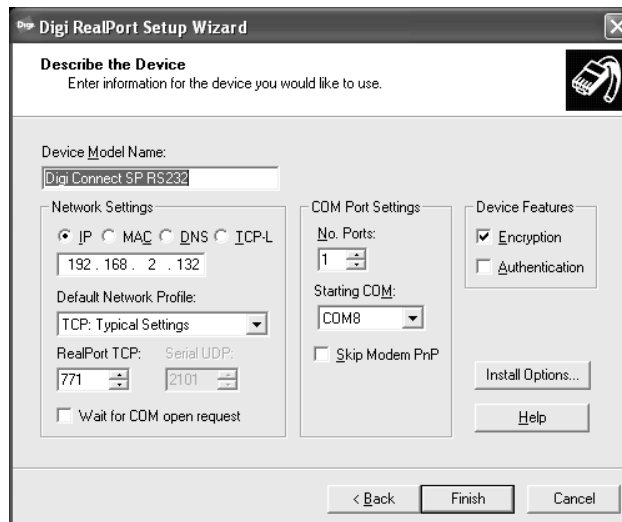 Digi Digi RealPort Setup Wizard
Describe the Device
Enter information for the device you would like to use.
Device Model Name:
Digi Connect SP RS232
Network Settings
IP MAC DNS TCP-L
192 . 168 . 2 . 132
Default Network Profile:
TCP: Typical Settings
RealPort TCP: Serial UDP:
771 2101
Wait for COM open request
COM Port Settings
No. Ports:
1
Starting COM:
COM8
Skip Modem PnP
Device Features
Encryption
Authentication
Install Options...
Help
< Back Finish Cancel